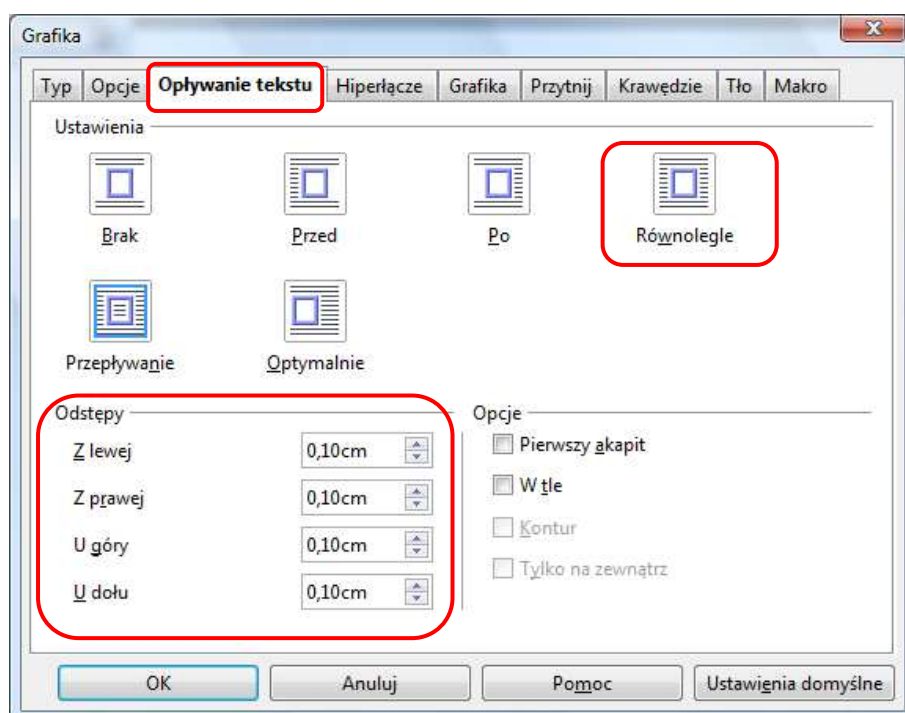 Grafika
Typ Opcje Opływanie tekstu Hiperłącze Grafika Przytnij Krawędzie Tło Makro
Ustawienia
Brak Przed Po Równolegle
Przepływanie Optymalnie
Odstępy Opcje
Z lewej 0,10cm Pierwszy akapit
Z prawej 0,10cm W tle
U góry 0,10cm Kontur
U dołu 0,10cm Tylko na zewnątrz
OK Anuluj Pomoc Ustawienia domyślne